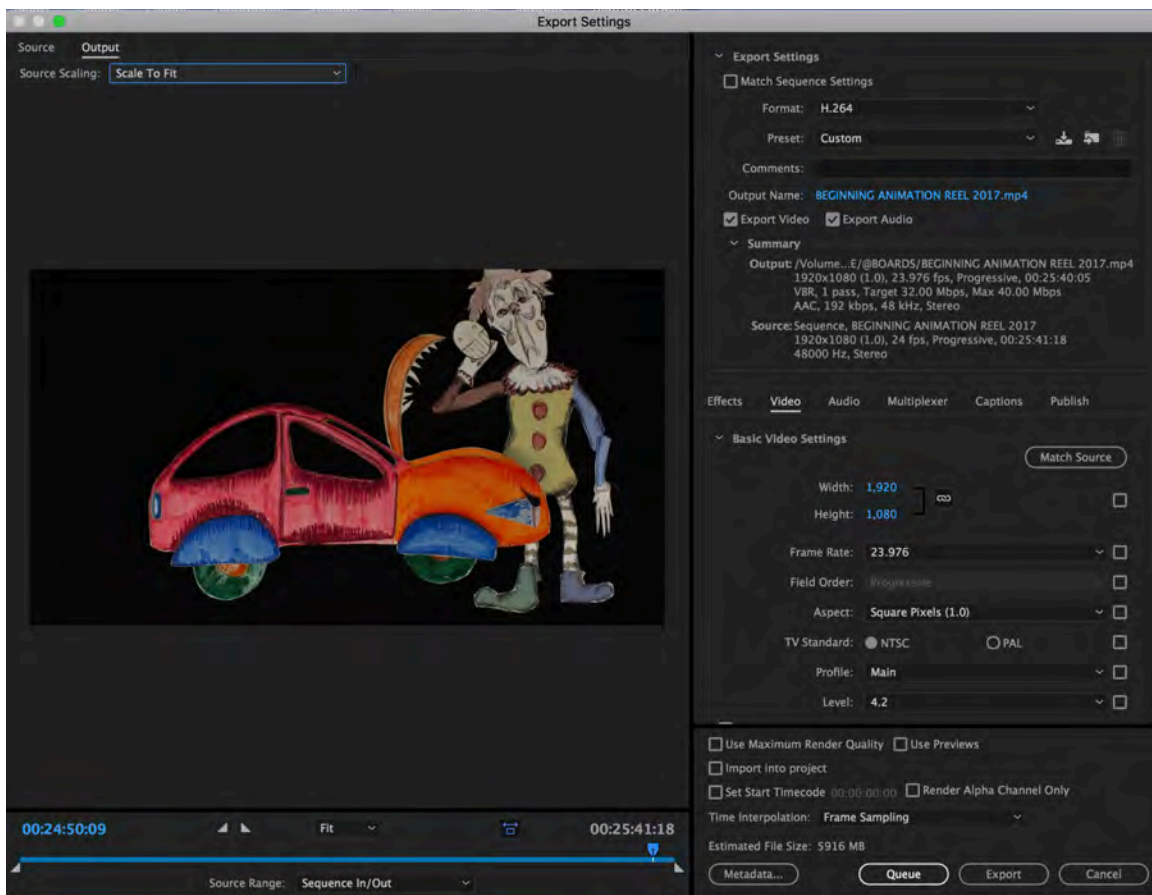 Export Settings
Source Output
Source Scaling: Scale To Fit
Export Settings
Match Sequence Settings
Format: H.264
Preset: Custom
Comments:
Output Name: BEGINNING ANIMATION REEL 2017.mp4
Export Video Export Audio
Summary
Output: /Volume...E/@BOARDS/BEGINNING ANIMATION REEL 2017.mp4
1920x1080 (1.0), 23.976 fps, Progressive, 00:25:40:05
VBR, 1 pass, Target 32.00 Mbps, Max 40.00 Mbps
AAC, 192 kbps, 48 kHz, Stereo
Source: Sequence, BEGINNING ANIMATION REEL 2017
1920x1080 (1.0), 24 fps, Progressive, 00:25:41:18
48000 Hz, Stereo
Effects Video Audio Multiplexer Captions Publish
Basic Video Settings
Match Source
Width: 1,920
Height: 1,080
Frame Rate: 23.976
Field Order: Progressive
Aspect: Square Pixels (1.0)
TV Standard: NTSC PAL
Profile: Main
Level: 4.2
Use Maximum Render Quality Use Previews
Import into project
Set Start Timecode 00:00:00:00 Render Alpha Channel Only
Time Interpolation: Frame Sampling
Estimated File Size: 5916 MB
Metadata... Queue Export Cancel
00:24:50:09 Fit 00:25:41:18
Source Range: Sequence In/Out